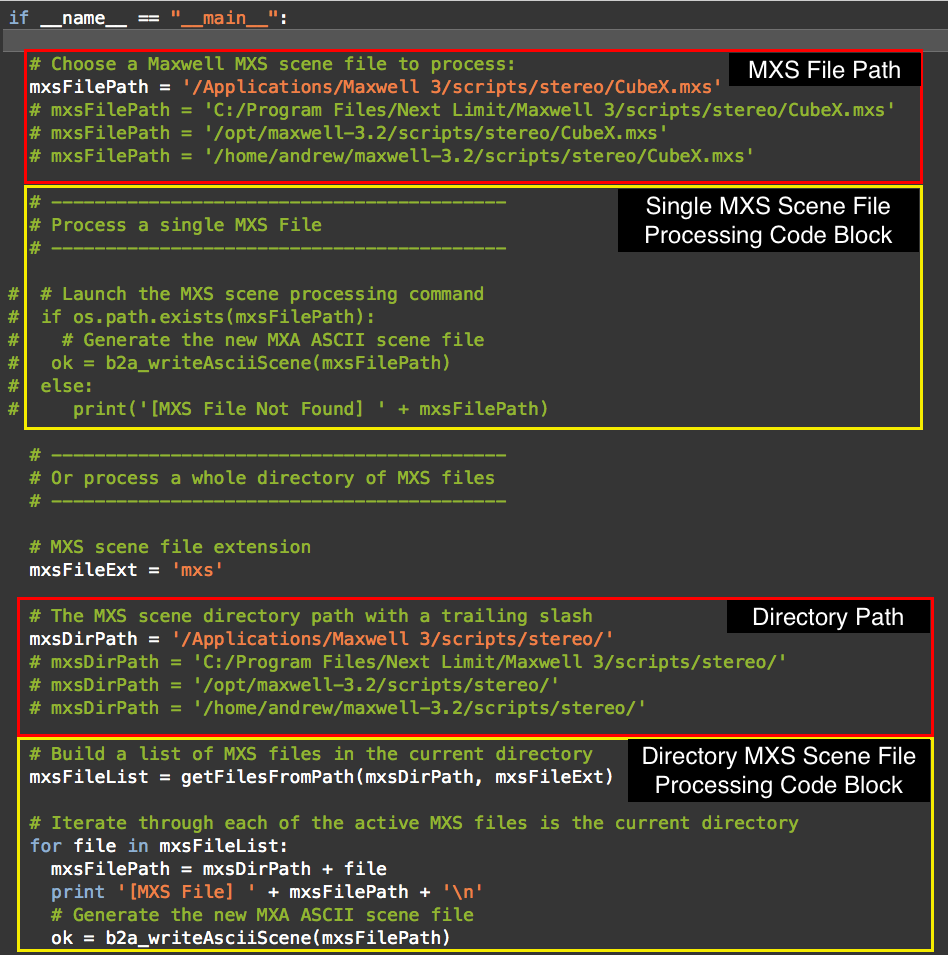 if __name__ == "__main__":
# Choose a Maxwell MXS scene file to process:
MXS File Path
mxsFilePath = '/Applications/Maxwell 3/scripts/stereo/CubeX.mxs'
# mxsFilePath = 'C:/Program Files/Next Limit/Maxwell 3/scripts/stereo/CubeX.mxs'
# mxsFilePath = '/opt/maxwell-3.2/scripts/stereo/CubeX.mxs'
# mxsFilePath = '/home/andrew/maxwell-3.2/scripts/stereo/CubeX.mxs'
# ------------------------------------------
Single MXS Scene File
Processing Code Block
# Process a single MXS File
# ------------------------------------------
#  # Launch the MXS scene processing command
#  if os.path.exists(mxsFilePath):
#    # Generate the new MXA ASCII scene file
#   ok = b2a_writeAsciiScene(mxsFilePath)
#  else:
#     print('[MXS File Not Found] ' + mxsFilePath)
# ------------------------------------------
# Or process a whole directory of MXS files
# ------------------------------------------
# MXS scene file extension
mxsFileExt = 'mxs'
# The MXS scene directory path with a trailing slash
Directory Path
mxsDirPath = '/Applications/Maxwell 3/scripts/stereo/'
# mxsDirPath = 'C:/Program Files/Next Limit/Maxwell 3/scripts/stereo/'
# mxsDirPath = '/opt/maxwell-3.2/scripts/stereo/'
# mxsDirPath = '/home/andrew/maxwell-3.2/scripts/stereo/'
# Build a list of MXS files in the current directory
Directory MXS Scene File
Processing Code Block
mxsFileList = getFilesFromPath(mxsDirPath, mxsFileExt)
# Iterate through each of the active MXS files is the current directory
for file in mxsFileList:
  mxsFilePath = mxsDirPath + file
  print '[MXS File] ' + mxsFilePath + '\n'
  # Generate the new MXA ASCII scene file
  ok = b2a_writeAsciiScene(mxsFilePath)